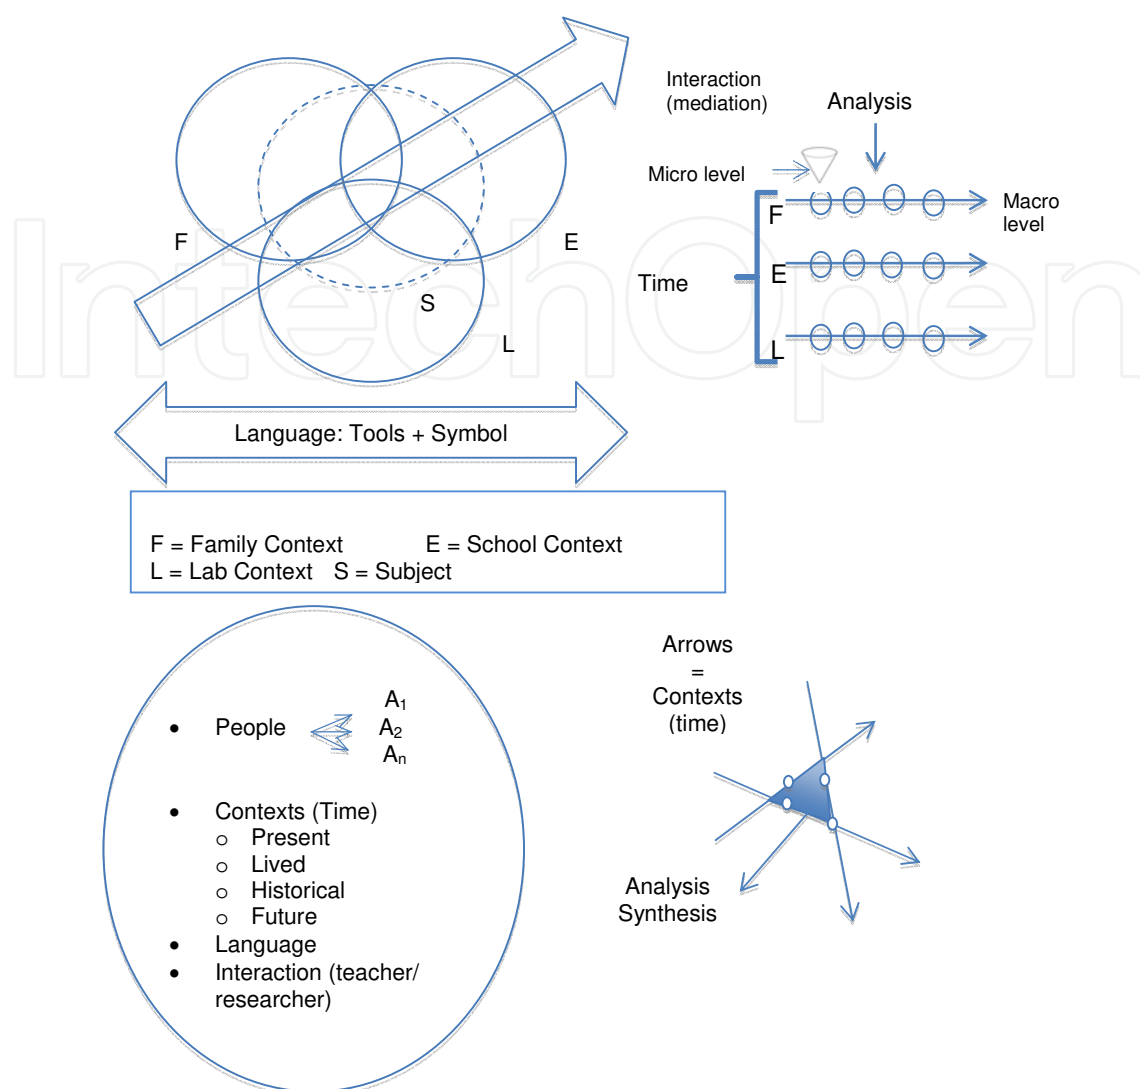 Interaction
(mediation)
Analysis
Micro level
Macro
level
F
E
L
Time
F
E
S
L
IntechOpen
Language: Tools + Symbol
F = Family Context E = School Context
L = Lab Context S = Subject
• People
A1
A2
An
• Contexts (Time)
o Present
o Lived
o Historical
o Future
• Language
• Interaction (teacher/
researcher)
Arrows
=
Contexts
(time)
Analysis
Synthesis